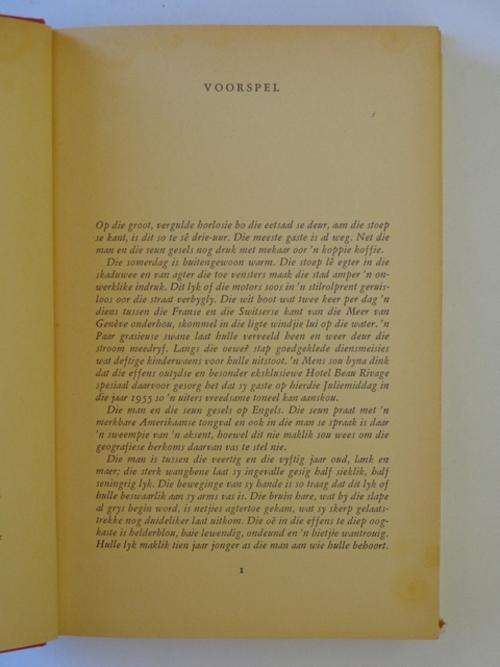 VOORSPEL
Op die groot, vergulde horlosie bo die eetsaal se deur, aan die stoep
se kant, is dit so te sê drie-uur. Die meeste gaste is al weg. Net die
man en die seun gesels nog druk met mekaar oor 'n koppie koffie.
Die somerdag is buitengewoon warm. Die stoep lê egter in die
skaduwee en van agter die toe vensters maak die stad amper 'n on-
werklike indruk. Dit lyk of die motors soos in 'n stilrolprent geruis-
loos oor die straat verbygly. Die wit boot wat twee keer per dag 'n
diens tussen die Franse en die Switserse kant van die Meer van
Genève onderhou, skommel in die ligte windjie lui op die water. 'n
Paar grasieuse swane laat hulle verveeld heen en weer deur die
stroom meedryf. Langs die oewer stap goedgeklede diensmeisies
wat deftige kinderwaens voor hulle uitstoot. 'n Mens sou byna dink
dat die effens outydse en besonder eksklusiewe Hotel Beau Rivage
spesiaal daarvoor gesorg het dat sy gaste op hierdie Juliemiddag in
die jaar 1955 so 'n uiters vreedsame toneel kan aanskou.
Die man en die seun gesels op Engels. Die seun praat met 'n
merkbare Amerikaanse tongval en ook in die man se spraak is daar
'n sweempie van 'n aksent, hoewel dit nie maklik sou wees om die
geografiese herkoms daarvan vas te stel nie.
Die man is tussen die veertig en die vyftig jaar oud, lank en
maer; die sterk wangbene laat sy ingevalle gesig half sieklik, half
seningrig lyk. Die beweginge van sy hande is so traag dat dit lyk of
hulle beswaarlik aan sy arms vas is. Die bruin hare, wat by die slape
al grys begin word, is netjies agtertoe gekam, wat sy skerp gelaats-
trekke nog duideliker laat uitkom. Die oë in die effens te diep oog-
kaste is helderblou, baie lewendig, ondeund en 'n bietjie wantrouig.
Hulle lyk maklik tien jaar jonger as die man aan wie hulle behoort.
1